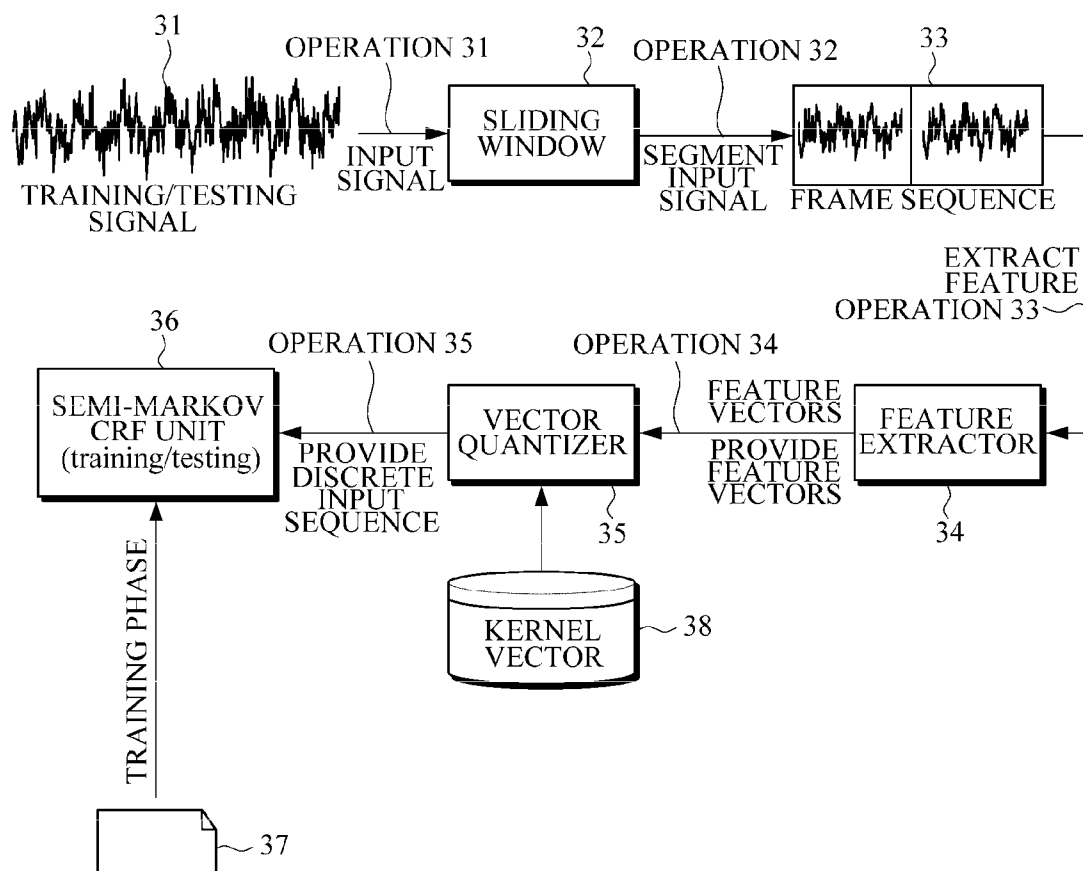 31
OPERATION 31
32
OPERATION 32
33
SLIDING
WINDOW
INPUT
SIGNAL
SEGMENT
INPUT
SIGNAL
TRAINING/TESTING
SIGNAL
FRAME SEQUENCE
EXTRACT
FEATURE
OPERATION 33
36
OPERATION 35
OPERATION 34
SEMI-MARKOV
CRF UNIT
(training/testing)
PROVIDE
DISCRETE
INPUT
SEQUENCE
VECTOR
QUANTIZER
35
FEATURE
VECTORS
PROVIDE
FEATURE
VECTORS
FEATURE
EXTRACTOR
34
KERNEL
VECTOR
38
TRAINING PHASE
37